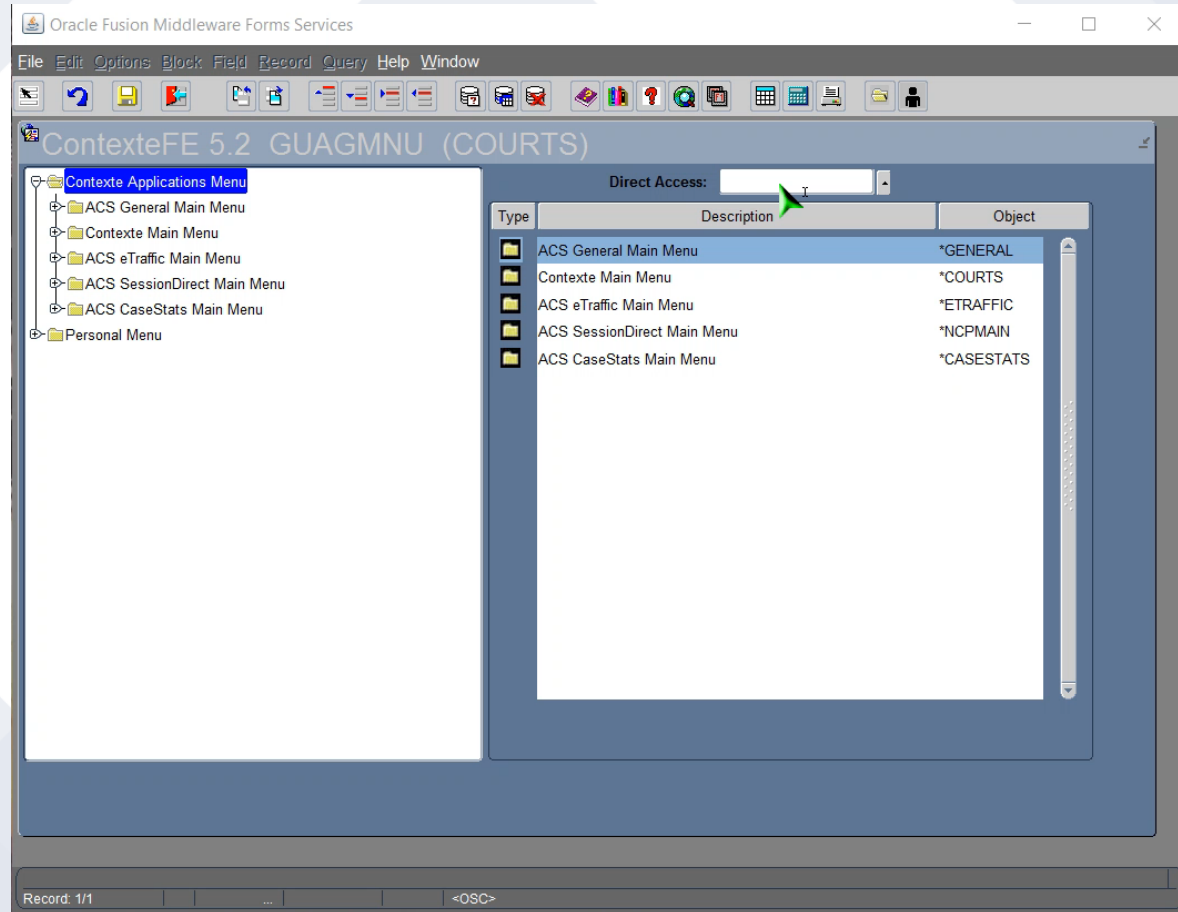 Oracle Fusion Middleware Forms Services
File Edit Options Block Field Record Query Help Window
ContexteFE 5.2 GUAGMNU (COURTS)
Contexte Applications Menu
ACS General Main Menu
Contexte Main Menu
ACS eTraffic Main Menu
ACS SessionDirect Main Menu
ACS CaseStats Main Menu
Personal Menu
Direct Access:
Type Description Object
ACS General Main Menu *GENERAL
Contexte Main Menu *COURTS
ACS eTraffic Main Menu *ETRAFFIC
ACS SessionDirect Main Menu *NCPMAIN
ACS CaseStats Main Menu *CASESTATS
Record: 1/1 ... <OSC>